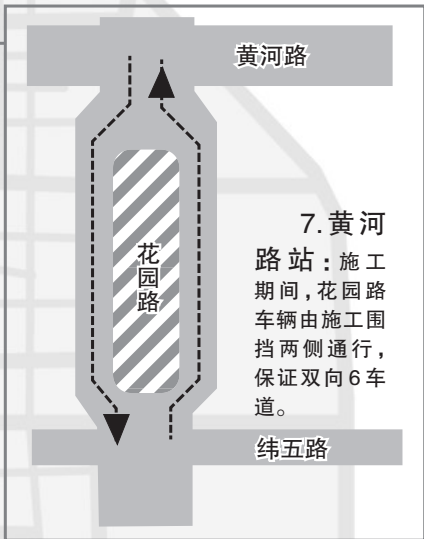 黄河路
花园路
7.黄河
路站：施工
期间，花园路
车辆由施工围
挡两侧通行，
保证双向6车
道。
纬五路